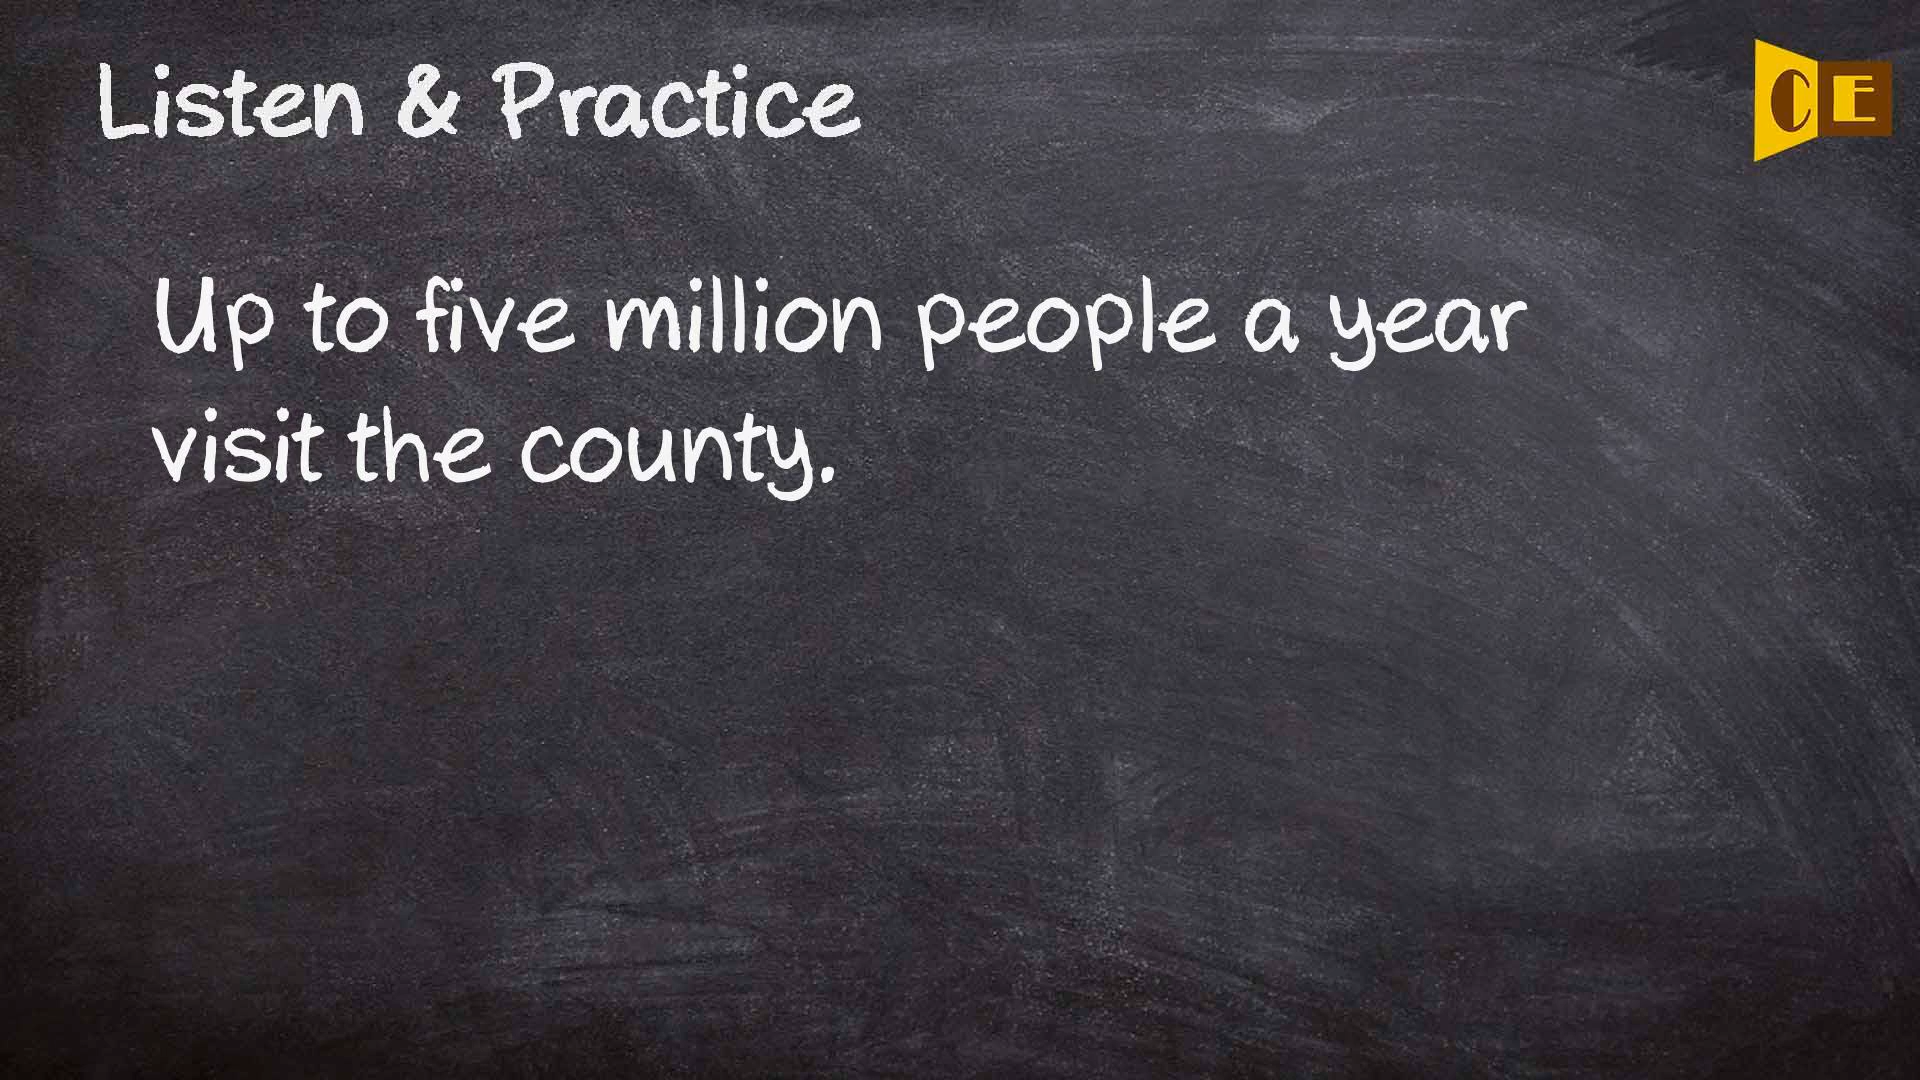 Listen & Practice
CE
Up to five million people a year
visit the county.